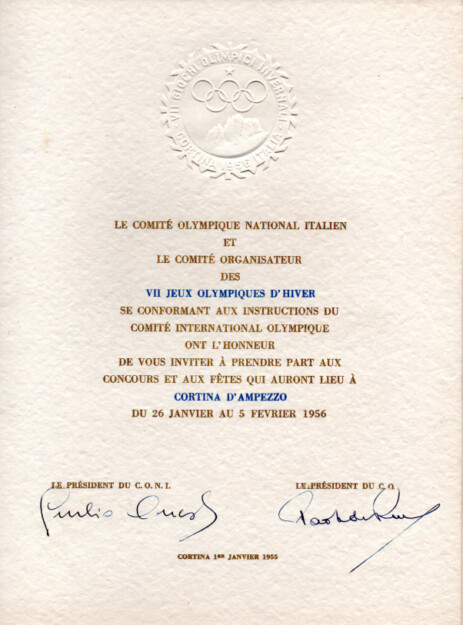 VII GIOCHI OLIMPICI INVERNALI
CORTINA 1956 ITALIA
LE COMITÉ OLYMPIQUE NATIONAL ITALIEN
ET
LE COMITÉ ORGANISATEUR
DES
VII JEUX OLYMPIQUES D'HIVER
SE CONFORMANT AUX INSTRUCTIONS DU
COMITÉ INTERNATIONAL OLYMPIQUE
ONT L'HONNEUR
DE VOUS INVITER À PRENDRE PART AUX
CONCOURS ET AUX FÊTES QUI AURONT LIEU À
CORTINA D'AMPEZZO
DU 26 JANVIER AU 5 FEVRIER 1956
LE PRÉSIDENT DU C. O. N. I.
LE PRÉSIDENT DU C. O.
Giulio
CORTINA 1ER JANVIER 1955